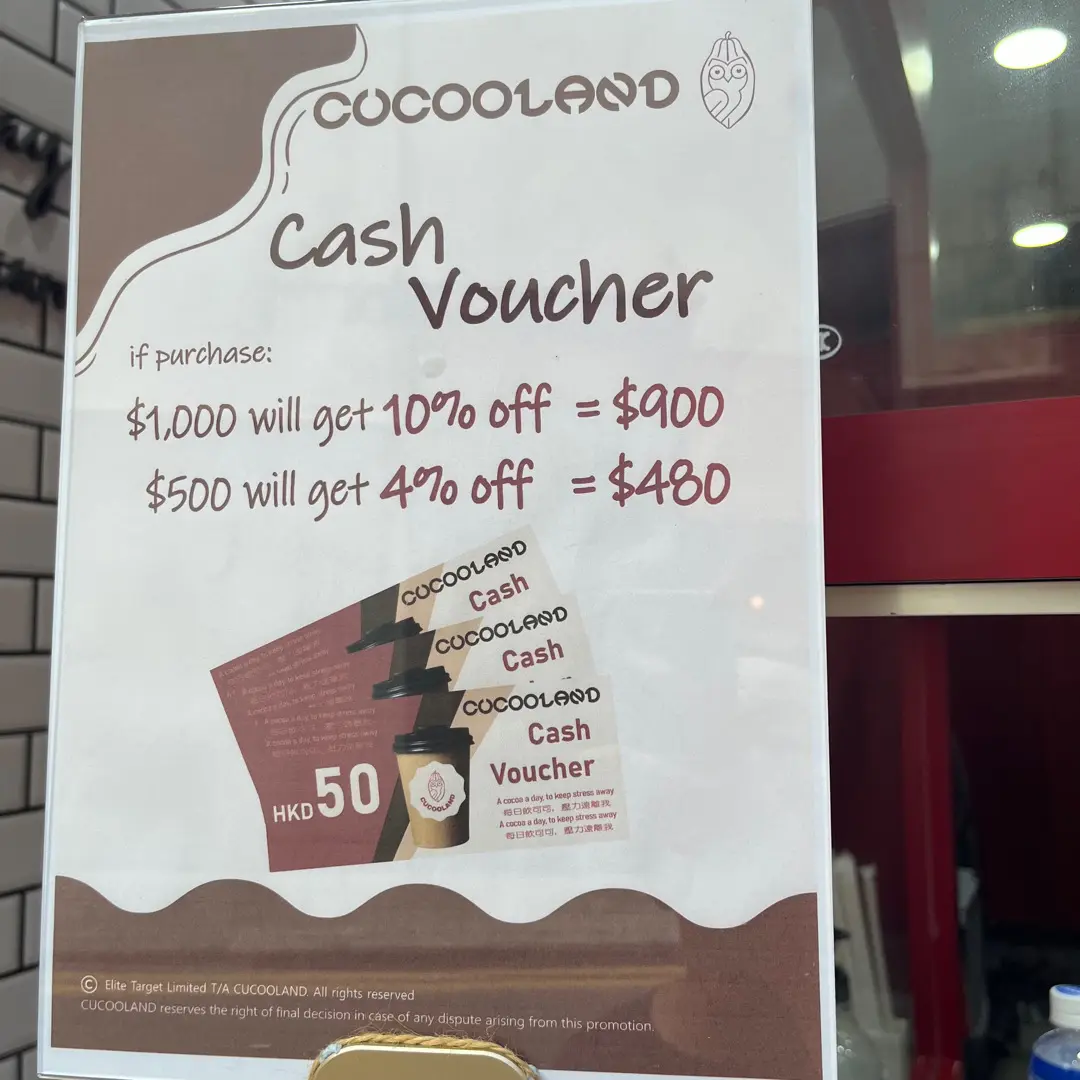 CUCOOLAND
Cash
Voucher
if purchase:
$1,000 will get 10% off = $900
$500 will get 4% off = $480
CUCOOLAND
Cash
CUCOOLAND
Cash
CUCOOLAND
Cash
Voucher
A cocoa a day, to keep stress away
每日飲可可，壓力遠離我
A cocoa a day, to keep stress away
每日飲可可，壓力遠離我
HKD 50
CUCOOLAND
© Elite Target Limited T/A CUCOOLAND. All rights reserved
CUCOOLAND reserves the right of final decision in case of any dispute arising from this promotion.